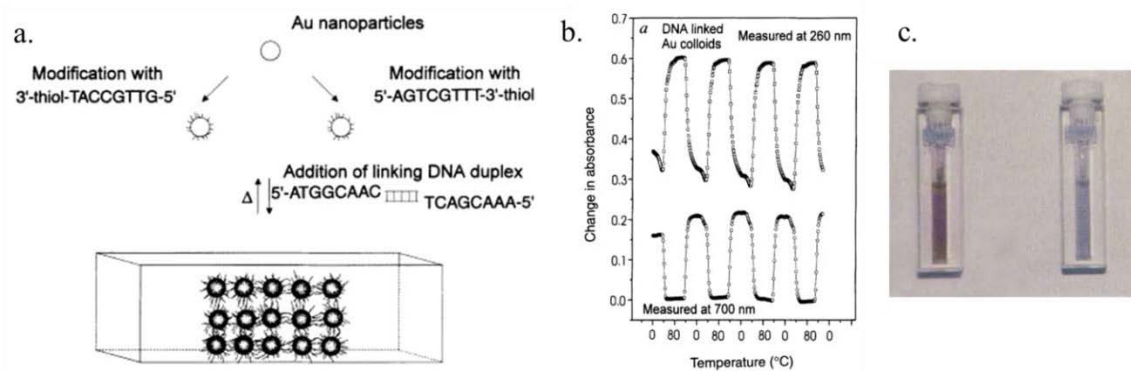 a.
Au nanoparticles
Modification with
3'-thiol-TACCGTTG-5'
Modification with
5'-AGTCGTTT-3'-thiol
Addition of linking DNA duplex
Δ
5'-ATGGCAAC
TCAGCAAA-5'
b.
a DNA linked
Au colloids
Measured at 260 nm
0.7
0.6
0.5
0.4
0.3
0.2
0.1
0.0
Change in absorbance
Measured at 700 nm
0 80 0 80 0 80 0 80 0
Temperature (°C)
c.